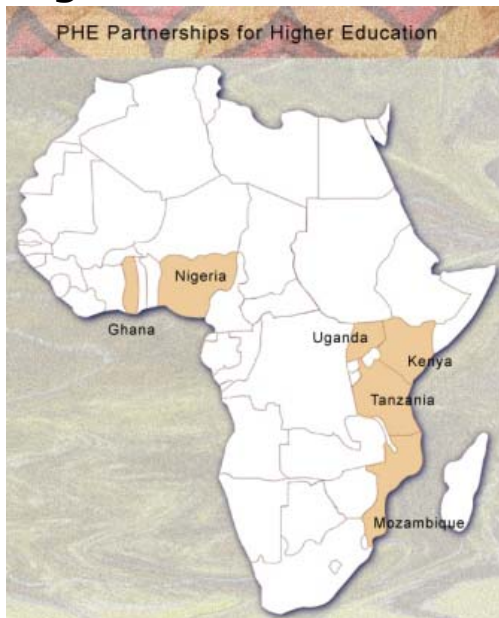 PHE Partnerships for Higher Education
Nigeria
Ghana
Uganda
Kenya
Tanzania
Mozambique